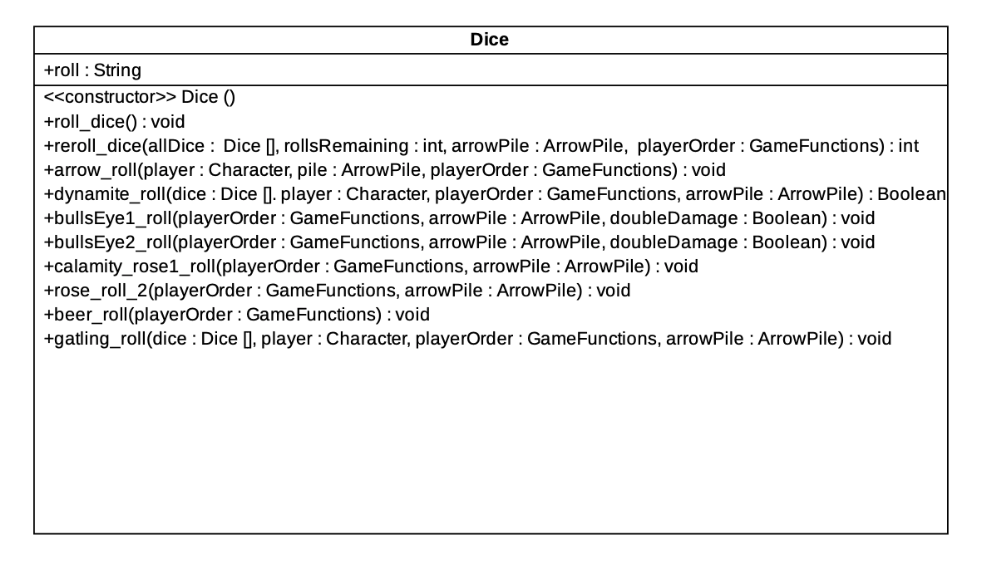 Dice
+roll : String
<<constructor>> Dice ()
+roll_dice() : void
+reroll_dice(allDice :  Dice [], rollsRemaining : int, arrowPile : ArrowPile,  playerOrder : GameFunctions) : int
+arrow_roll(player : Character, pile : ArrowPile, playerOrder : GameFunctions) : void
+dynamite_roll(dice : Dice []. player : Character, playerOrder : GameFunctions, arrowPile : ArrowPile) : Boolean
+bullsEye1_roll(playerOrder : GameFunctions, arrowPile : ArrowPile, doubleDamage : Boolean) : void
+bullsEye2_roll(playerOrder : GameFunctions, arrowPile : ArrowPile, doubleDamage : Boolean) : void
+calamity_rose1_roll(playerOrder : GameFunctions, arrowPile : ArrowPile) : void
+rose_roll_2(playerOrder : GameFunctions, arrowPile : ArrowPile) : void
+beer_roll(playerOrder : GameFunctions) : void
+gatling_roll(dice : Dice [], player : Character, playerOrder : GameFunctions, arrowPile : ArrowPile) : void